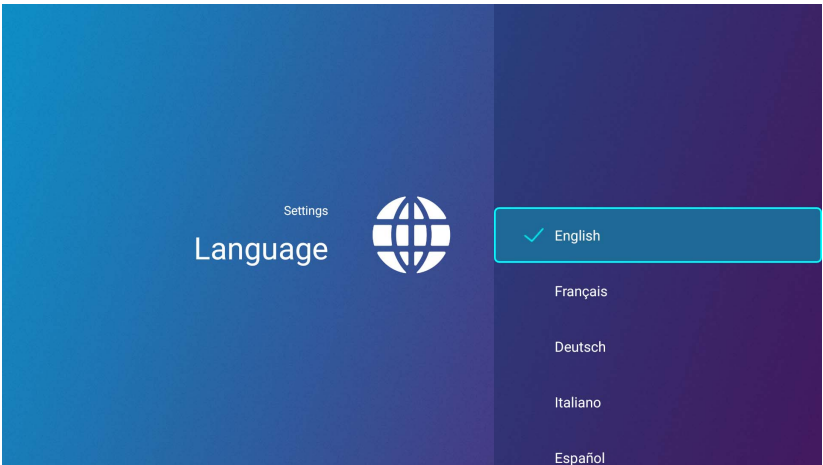 Settings
Language
English
Français
Deutsch
Italiano
Español